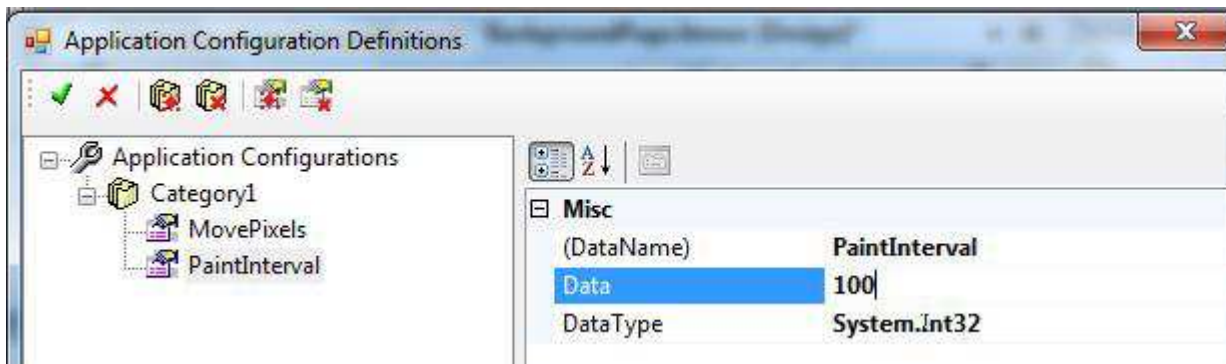 Application Configuration Definitions
Application Configurations
Category1
MovePixels
PaintInterval
Misc
(DataName) PaintInterval
Data 100
DataType System.Int32